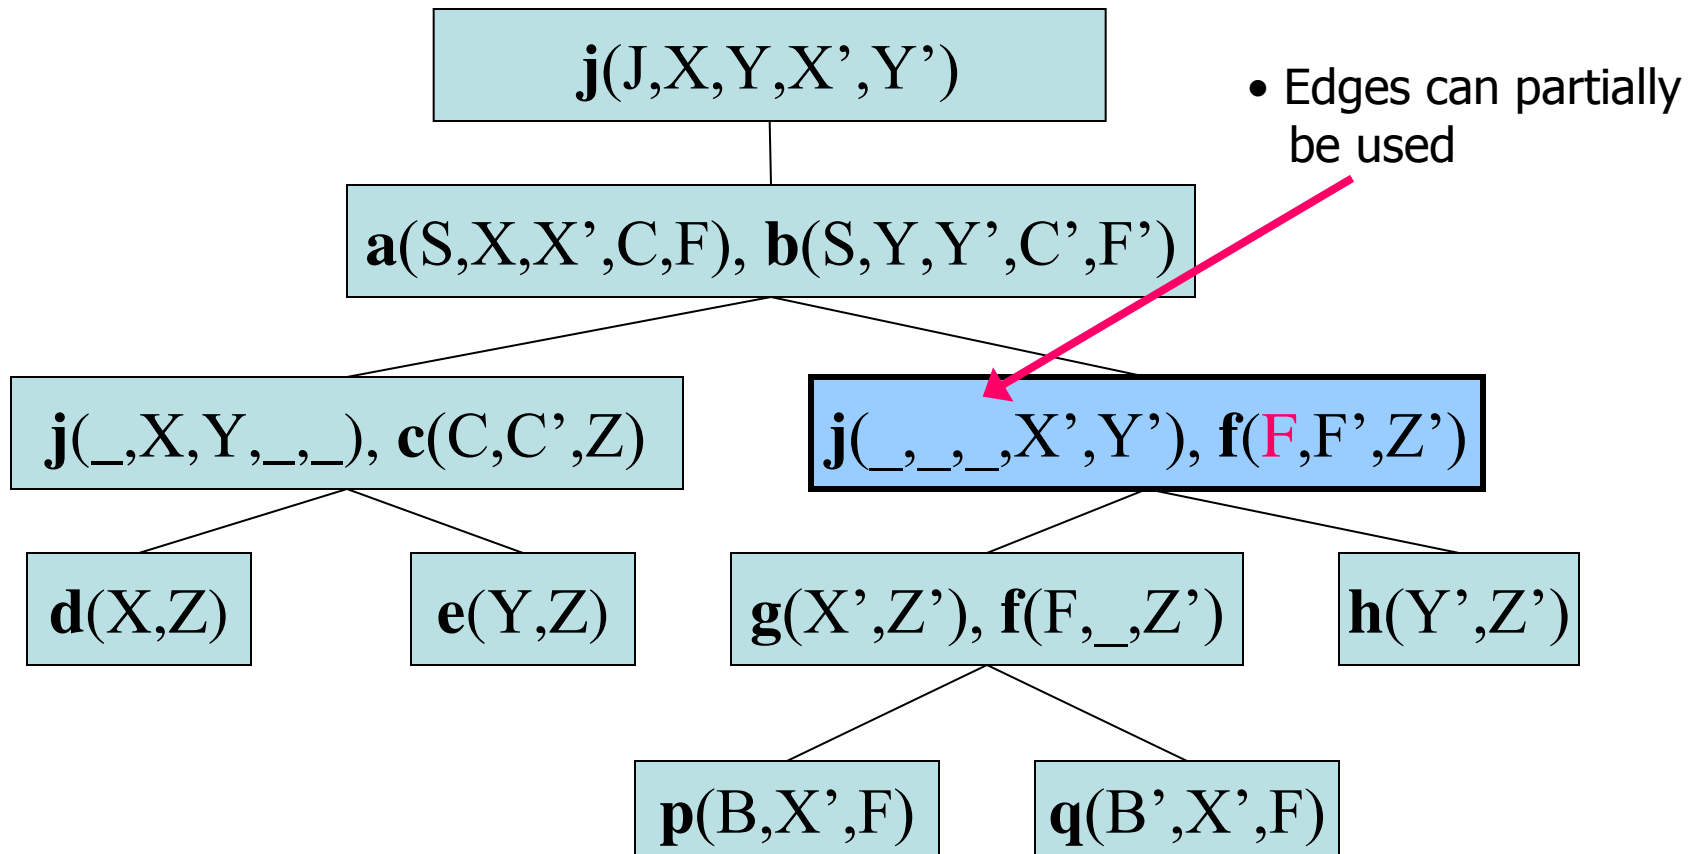 j(J,X,Y,X’,Y’)
• Edges can partially
be used
a(S,X,X’,C,F), b(S,Y,Y’,C’,F’)
j(_,X,Y,_,_), c(C,C’,Z)
j(_,_,_,X’,Y’), f(F,F’,Z’)
d(X,Z)
e(Y,Z)
g(X’,Z’), f(F,_,Z’)
h(Y’,Z’)
p(B,X’,F)
q(B’,X’,F)